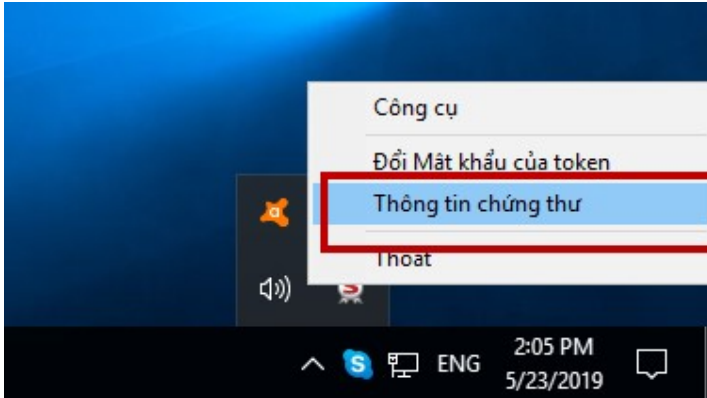 Công cụ
Đổi Mật khẩu của token
Thông tin chứng thư
Thoát
ENG
2:05 PM
5/23/2019